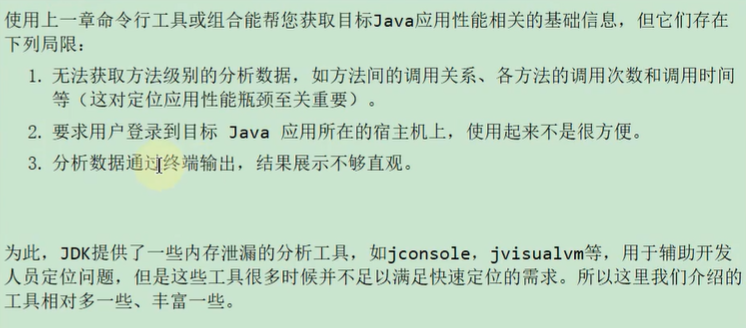 使用上一章命令行工具或组合能帮您获取目标Java应用性能相关的基础信息，但它们存在
下列局限：
1. 无法获取方法级别的分析数据，如方法间的调用关系、各方法的调用次数和调用时间
等（这对定位应用性能瓶颈至关重要）。
2. 要求用户登录到目标 Java 应用所在的宿主机上，使用起来不是很方便。
3. 分析数据通过终端输出，结果展示不够直观。
为此，JDK提供了一些内存泄漏的分析工具，如jconsole，jvisualvm等，用于辅助开发
人员定位问题，但是这些工具很多时候并不足以满足快速定位的需求。所以这里我们介绍的
工具相对多一些、丰富一些。